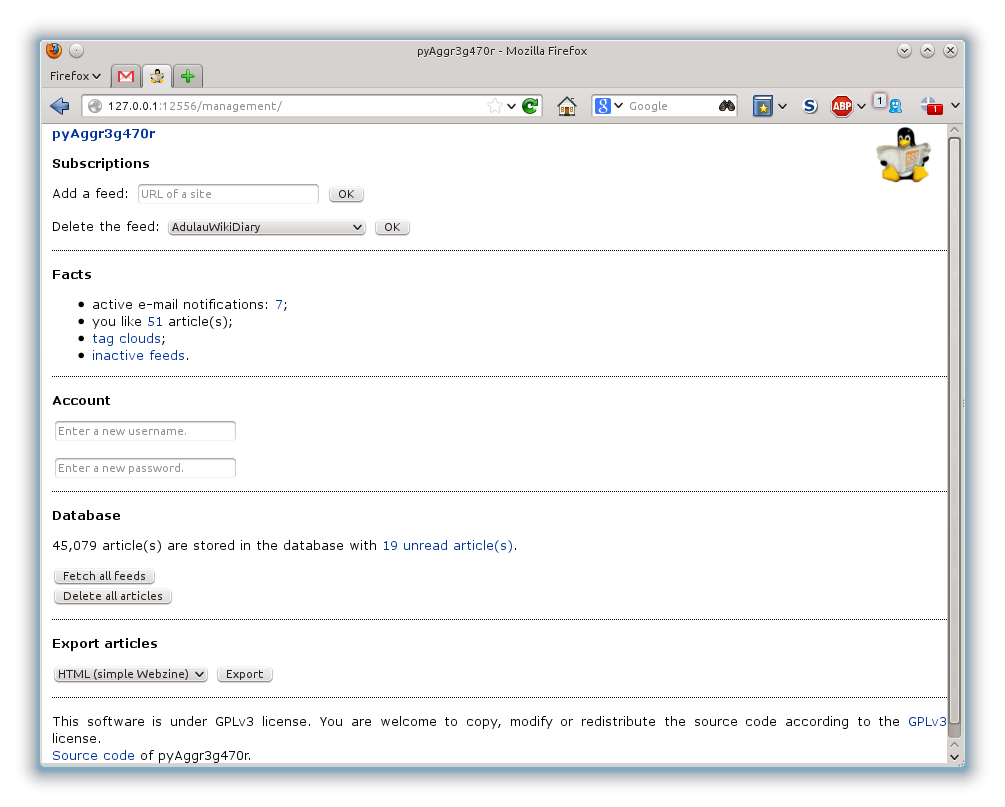 pyAggr3g470r - Mozilla Firefox
Firefox
127.0.0.1:12556/management/
8 Google
S
ABP
1
1
pyAggr3g470r
Subscriptions
Add a feed: URL of a site OK
Delete the feed: AdulauWikiDiary OK
Facts
active e-mail notifications: 7;
you like 51 article(s);
tag clouds;
inactive feeds.
Account
Enter a new username.
Enter a new password.
Database
45,079 article(s) are stored in the database with 19 unread article(s).
Fetch all feeds
Delete all articles
Export articles
HTML (simple Webzine) Export
This software is under GPLv3 license. You are welcome to copy, modify or redistribute the source code according to the GPLv3
license.
Source code of pyAggr3g470r.